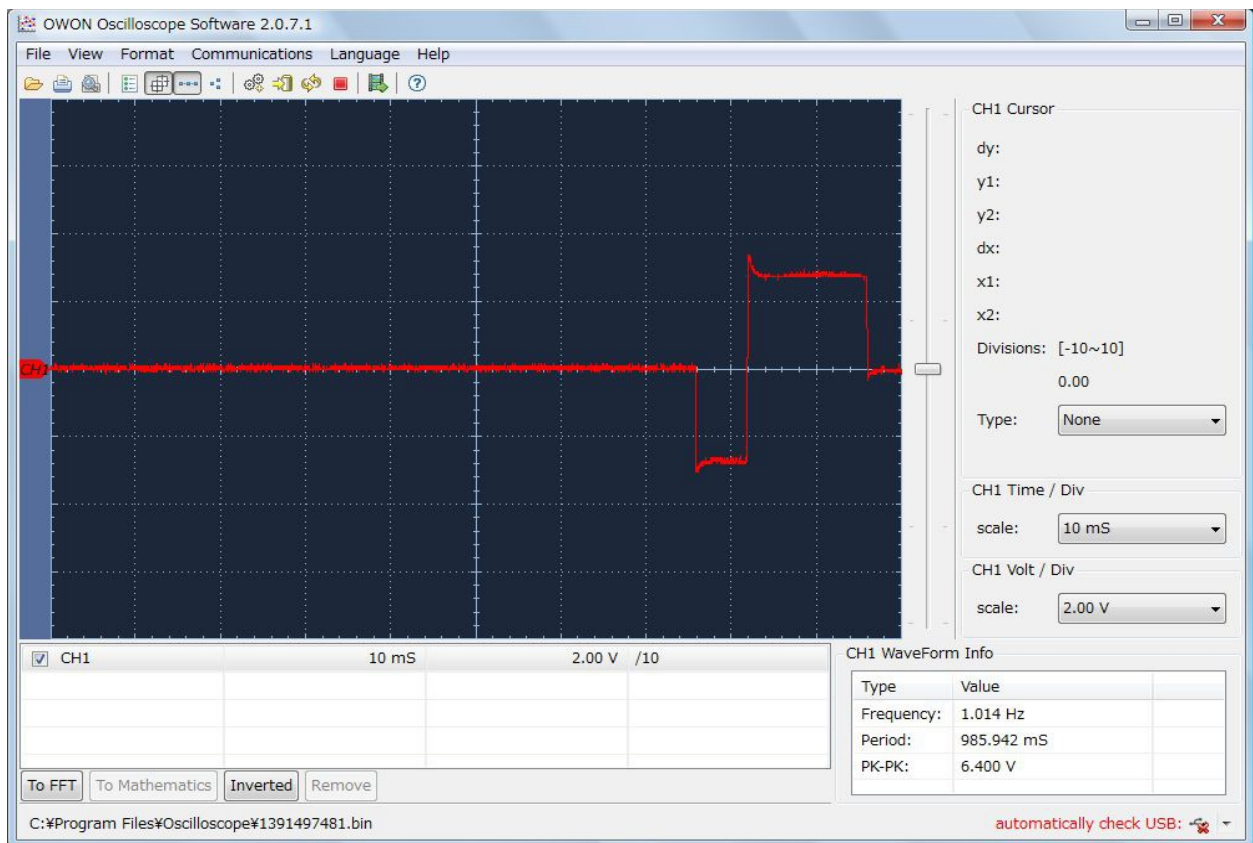 OWON Oscilloscope Software 2.0.7.1
File View Format Communications Language Help
CH1 Cursor
dy:
y1:
y2:
dx:
x1:
x2:
Divisions: [-10~10]
0.00
Type: None
CH1
CH1 Time / Div
scale: 10 mS
CH1 Volt / Div
scale: 2.00 V
CH1 10 mS 2.00 V /10
CH1 WaveForm Info
Type Value
Frequency: 1.014 Hz
Period: 985.942 mS
PK-PK: 6.400 V
To FFT To Mathematics Inverted Remove
C:¥Program Files¥Oscilloscope¥1391497481.bin
automatically check USB: